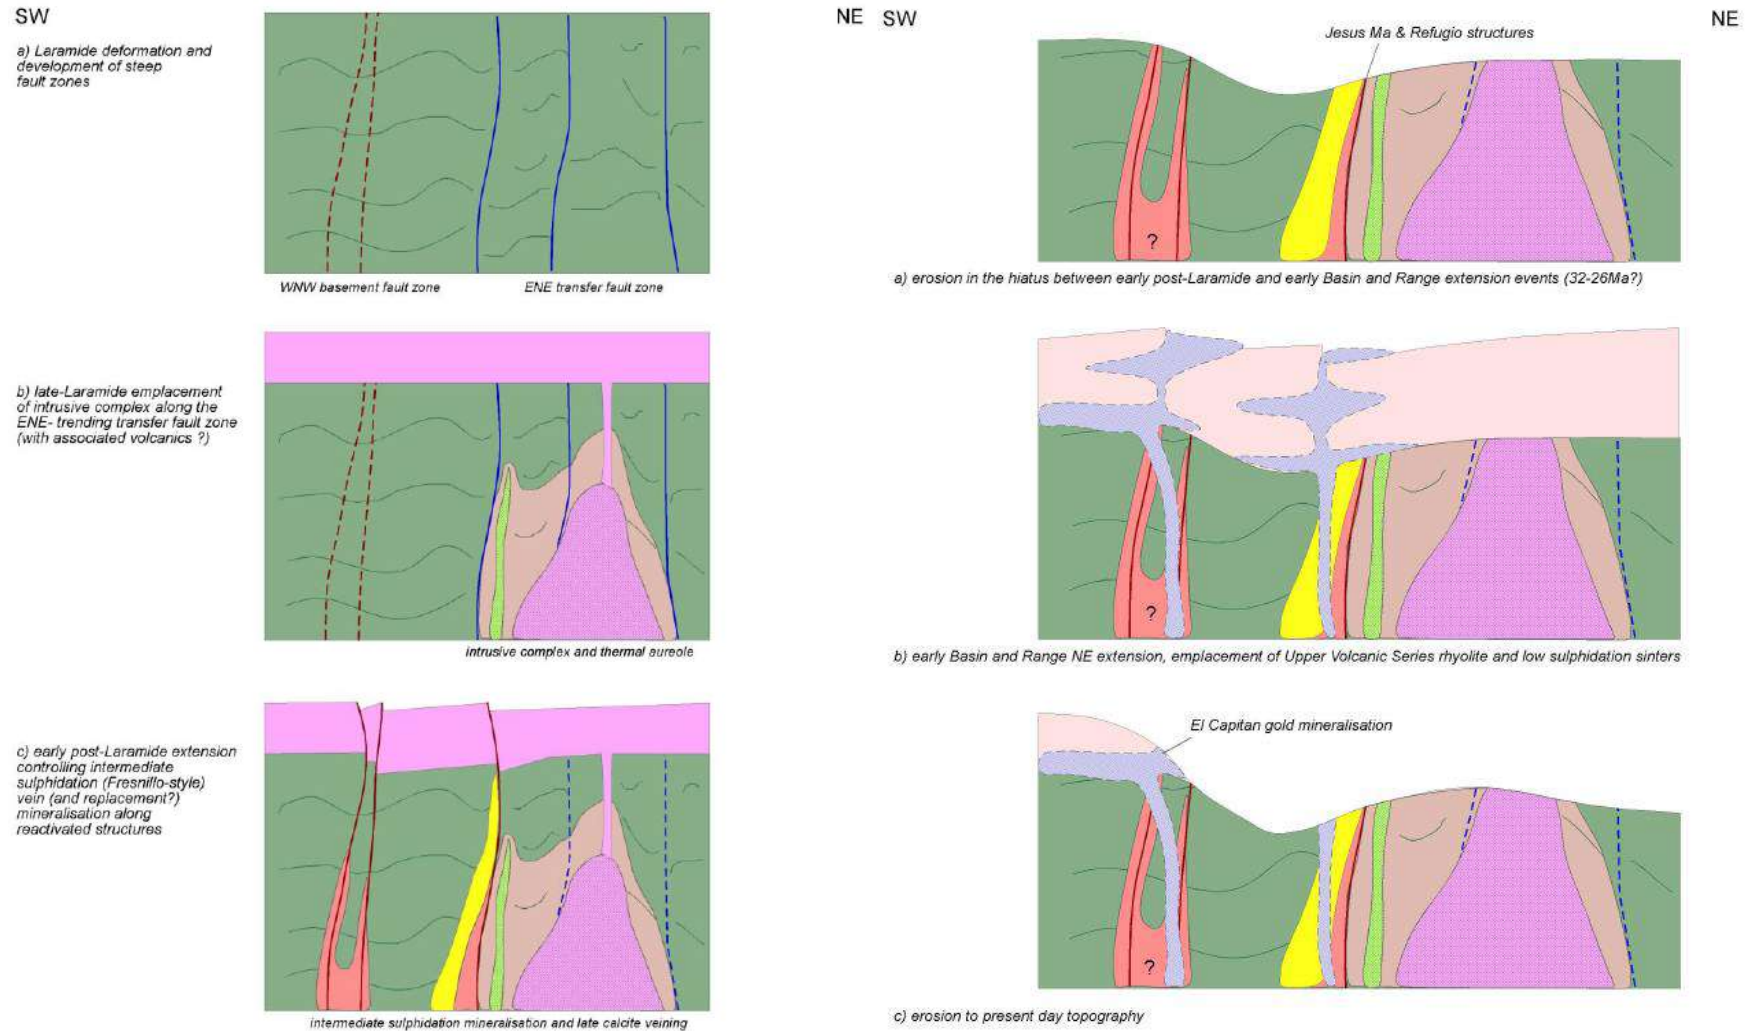 SW
NE
a) Laramide deformation and
development of steep
fault zones
WNW basement fault zone
ENE transfer fault zone
b) late-Laramide emplacement
of intrusive complex along the
ENE- trending transfer fault zone
(with associated volcanics ?)
intrusive complex and thermal aureole
c) early post-Laramide extension
controlling intermediate
sulphidation (Fresnillo-style)
vein (and replacement?)
mineralisation along
reactivated structures
intermediate sulphidation mineralisation and late calcite veining
SW
NE
Jesus Ma & Refugio structures
?
a) erosion in the hiatus between early post-Laramide and early Basin and Range extension events (32-26Ma?)
?
b) early Basin and Range NE extension, emplacement of Upper Volcanic Series rhyolite and low sulphidation sinters
El Capitan gold mineralisation
?
c) erosion to present day topography